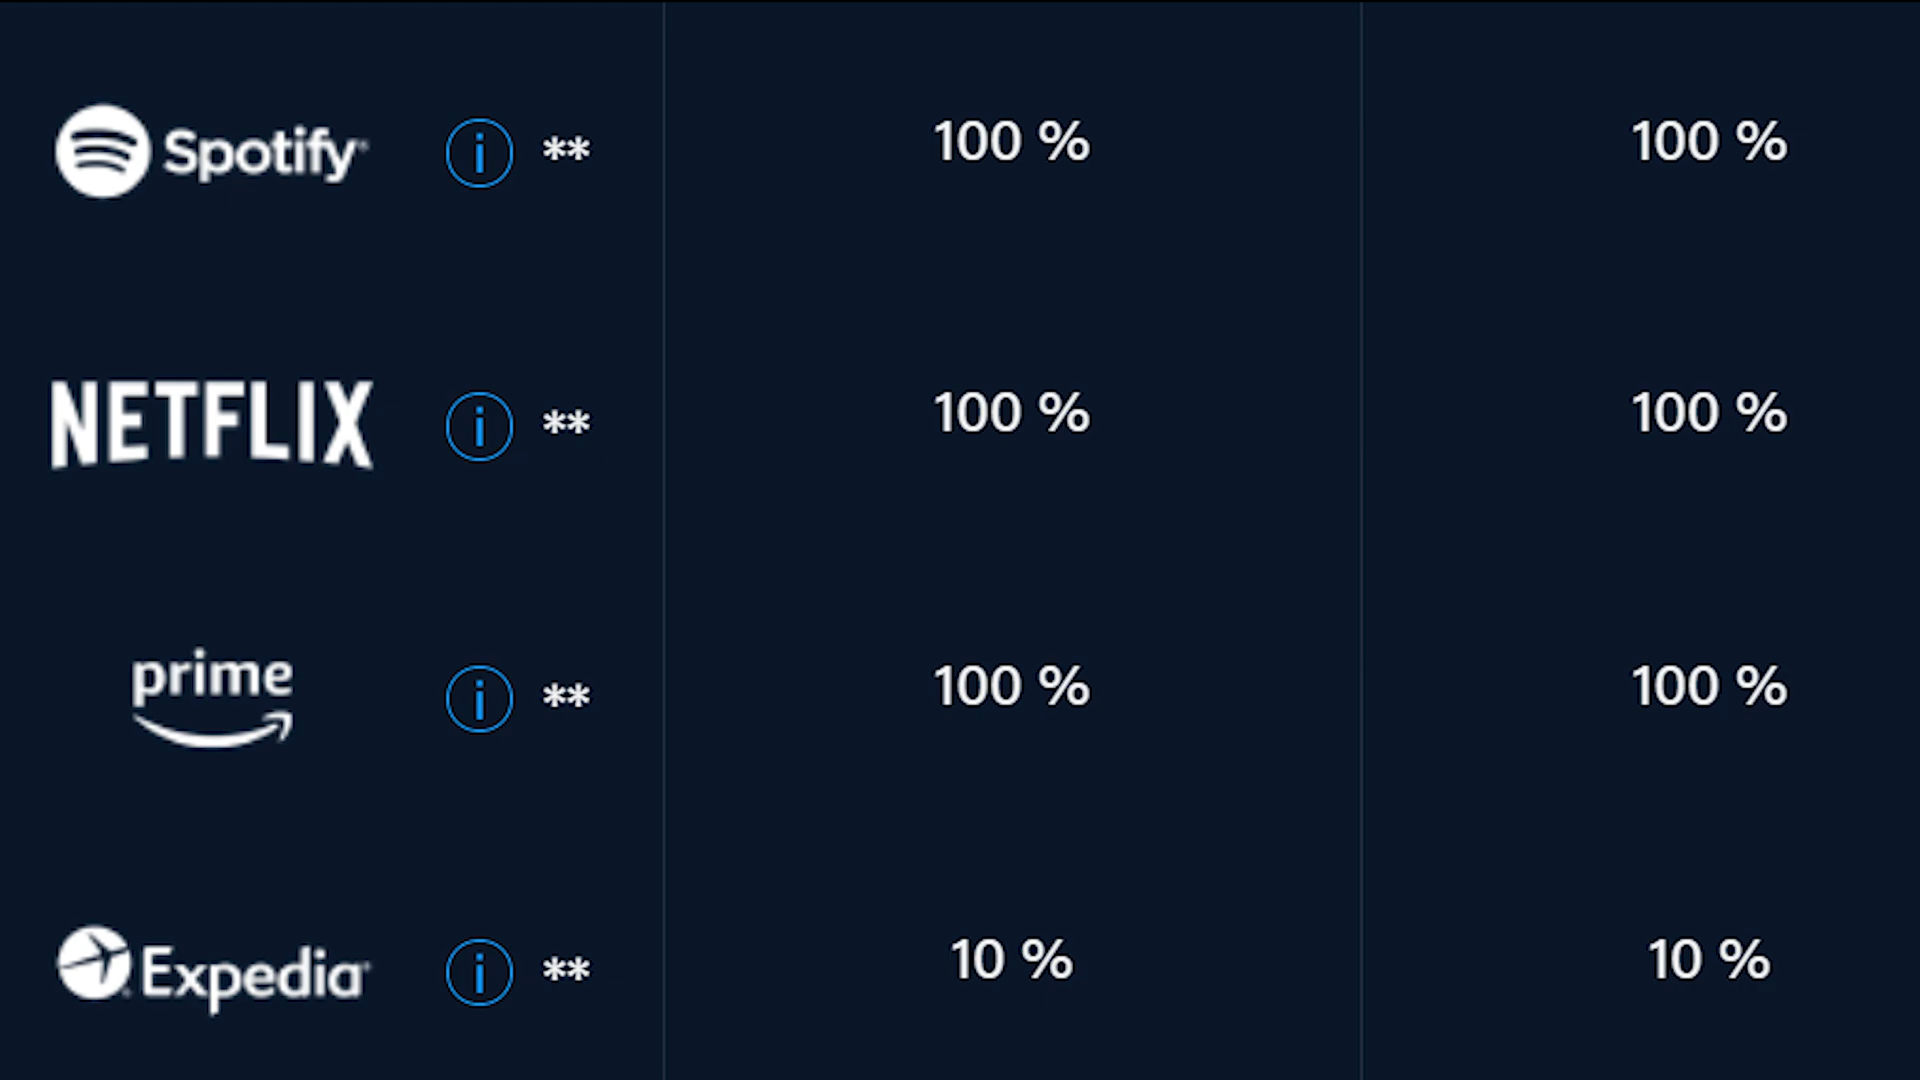 Spotify ⓘ ** 100 % 100 %
NETFLIX ⓘ ** 100 % 100 %
prime ⓘ ** 100 % 100 %
Expedia ⓘ ** 10 % 10 %